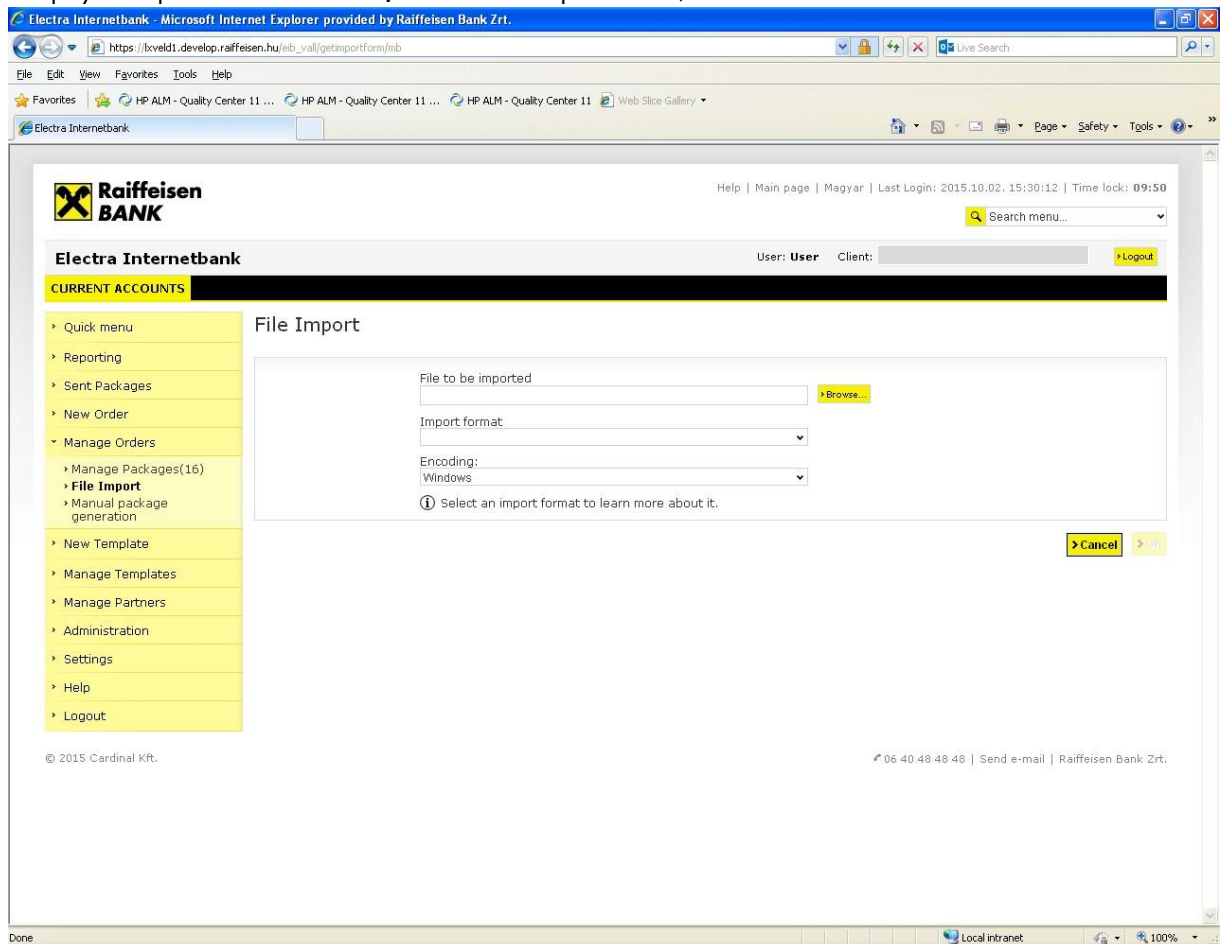 Electra Internetbank - Microsoft Internet Explorer provided by Raiffeisen Bank Zrt.
https://lxveld1.develop.raiffeisen.hu/eib_vall/getimportform/mb
Live Search
File Edit View Favorites Tools Help
Favorites HP ALM - Quality Center 11 ... HP ALM - Quality Center 11 ... HP ALM - Quality Center 11 Web Slice Gallery
Electra Internetbank
Page Safety Tools
Raiffeisen
BANK
Help | Main page | Magyar | Last Login: 2015.10.02. 15:30:12 | Time lock: 09:50
Search menu...
Electra Internetbank
User: User Client:
Logout
CURRENT ACCOUNTS
Quick menu
Reporting
Sent Packages
New Order
Manage Orders
Manage Packages(16)
File Import
Manual package
generation
New Template
Manage Templates
Manage Partners
Administration
Settings
Help
Logout
File Import
File to be imported
Browse...
Import format
Encoding:
Windows
Select an import format to learn more about it.
Cancel OK
© 2015 Cardinal Kft.
06 40 48 48 48 | Send e-mail | Raiffeisen Bank Zrt.
Done
Local intranet
100%